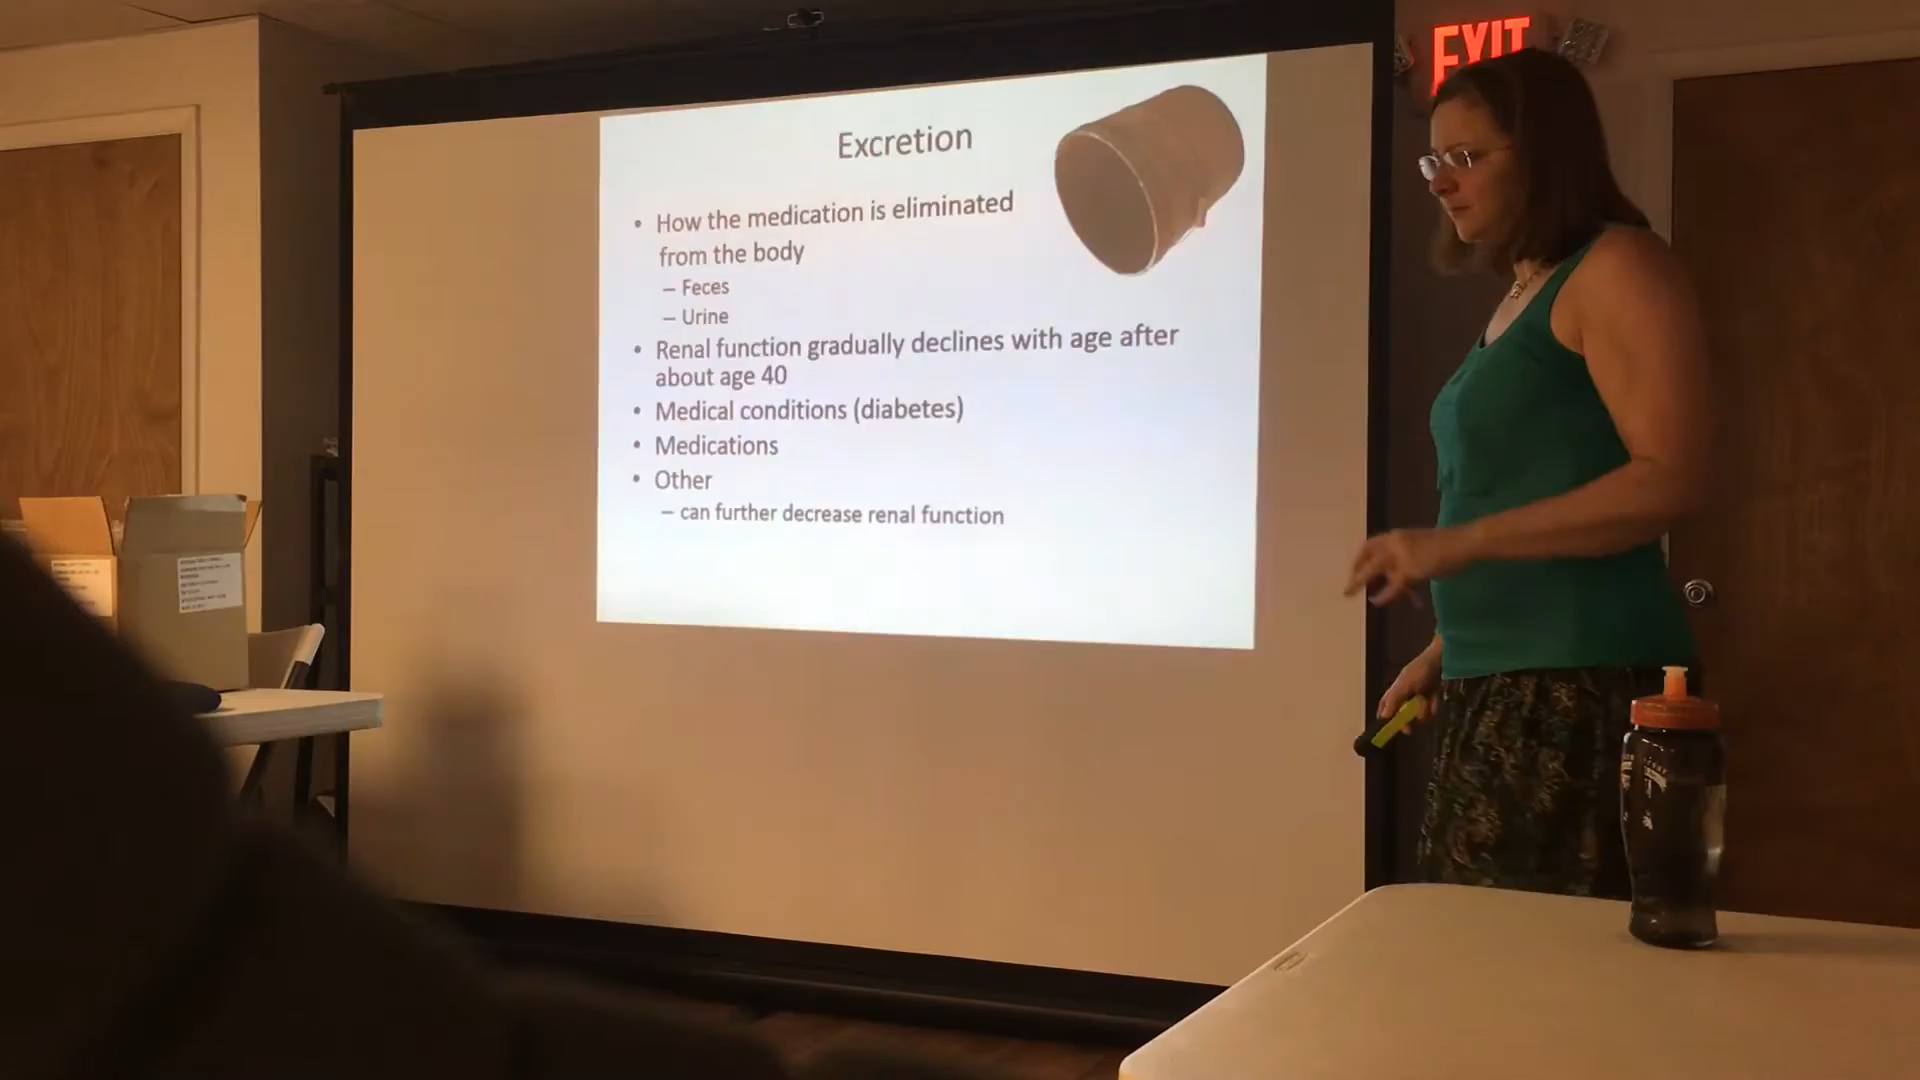 EXIT
Excretion
• How the medication is eliminated
from the body
– Feces
– Urine
• Renal function gradually declines with age after
about age 40
• Medical conditions (diabetes)
• Medications
• Other
– can further decrease renal function